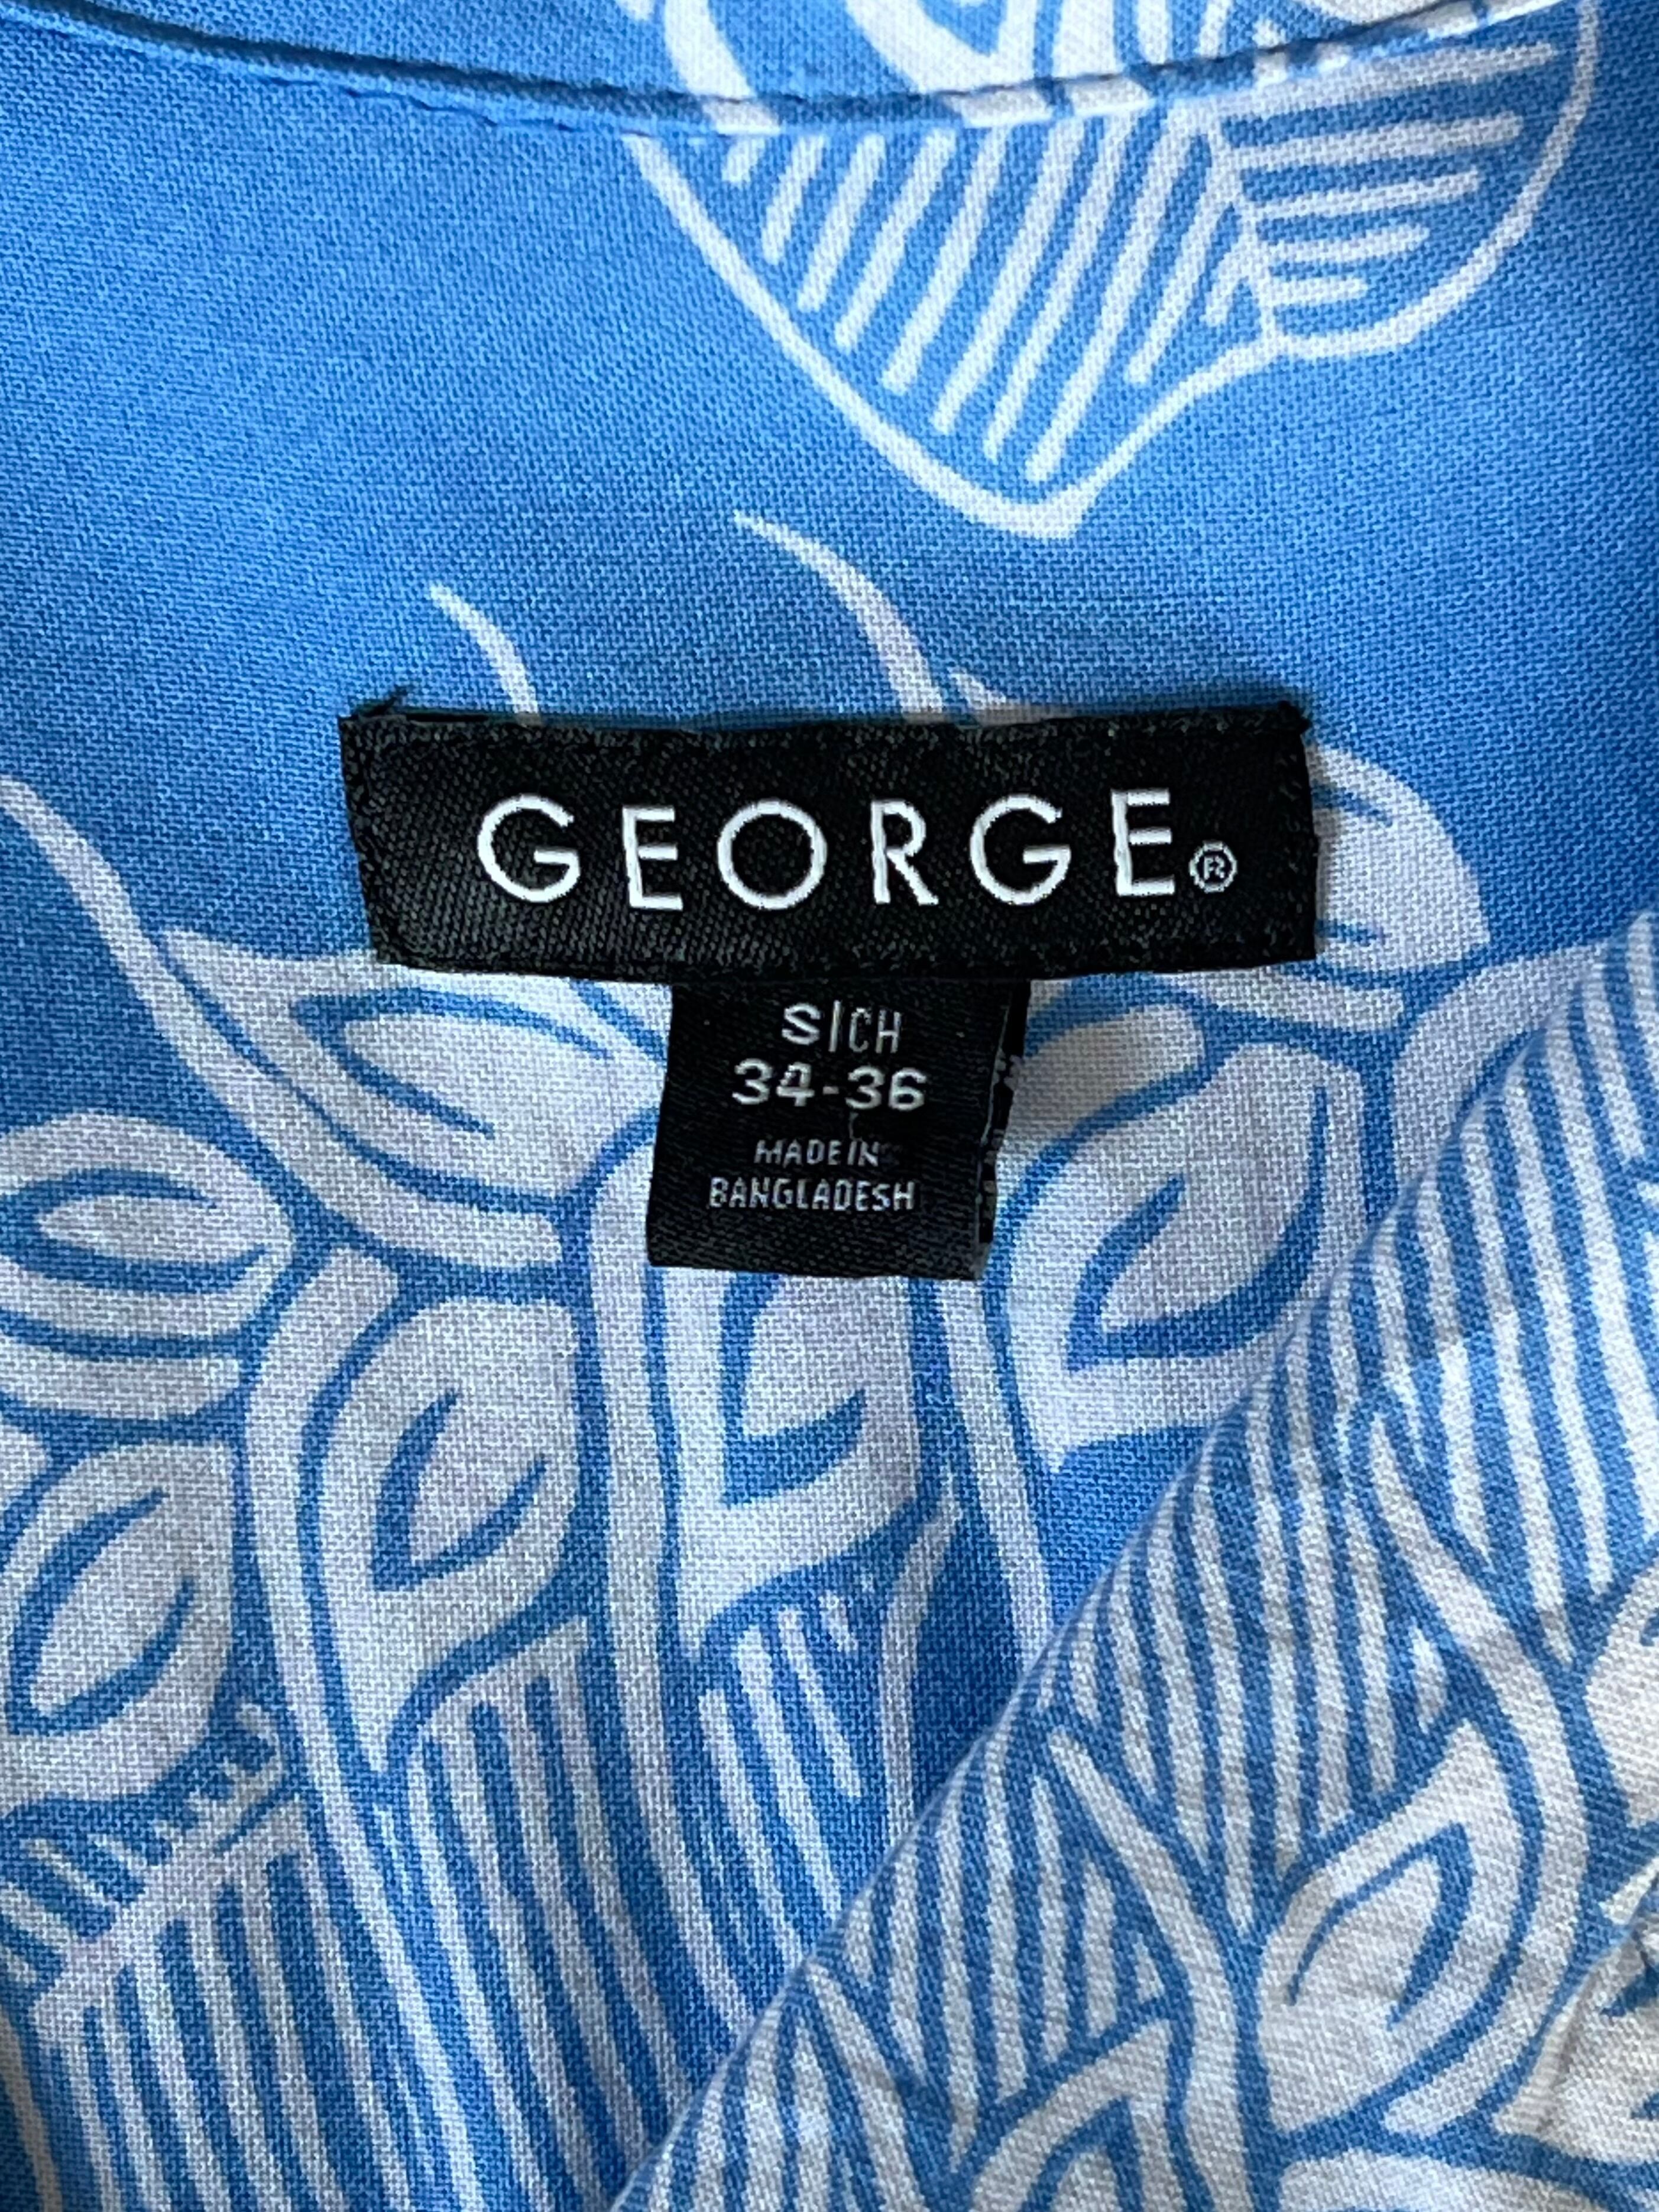 GEORGE®
S|CH
34-36
MADE IN
BANGLADESH